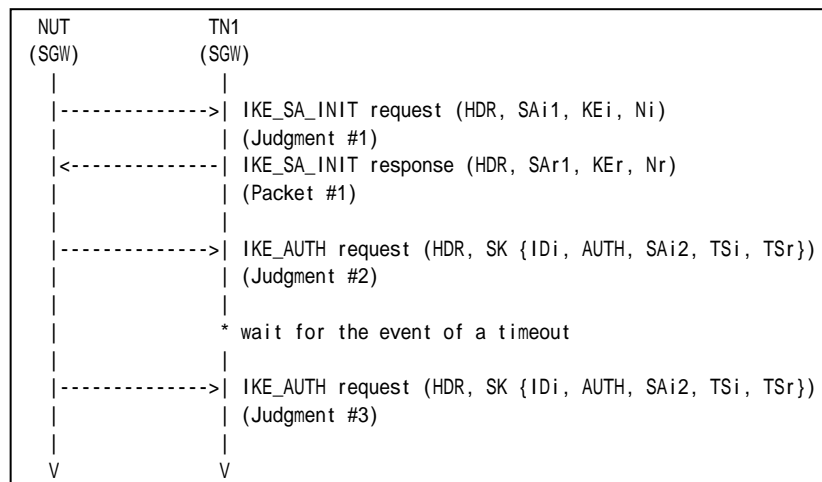 NUT TN1
(SGW) (SGW)
IKE_SA_INIT request (HDR, SAi1, KEi, Ni)
(Judgment #1)
IKE_SA_INIT response (HDR, SAr1, KEr, Nr)
(Packet #1)
IKE_AUTH request (HDR, SK {IDi, AUTH, SAi2, TSi, TSr})
(Judgment #2)
* wait for the event of a timeout
IKE_AUTH request (HDR, SK {IDi, AUTH, SAi2, TSi, TSr})
(Judgment #3)
V V